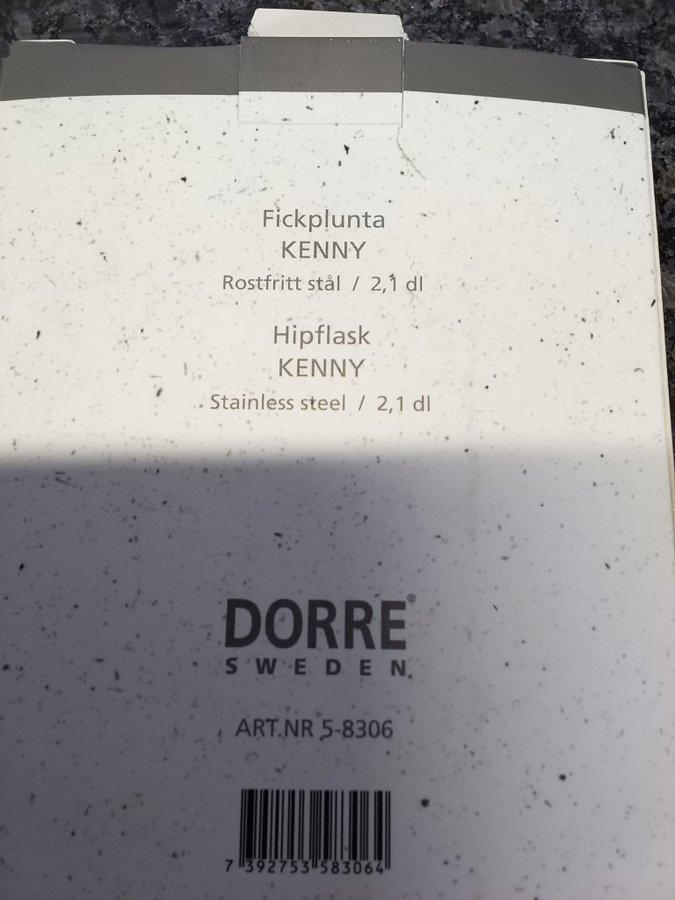 Fickplunta
KENNY
Rostfritt stål / 2,1 dl
Hipflask
KENNY
Stainless steel / 2,1 dl
DORRE®
SWEDEN
ART.NR 5-8306
7 392753 583064